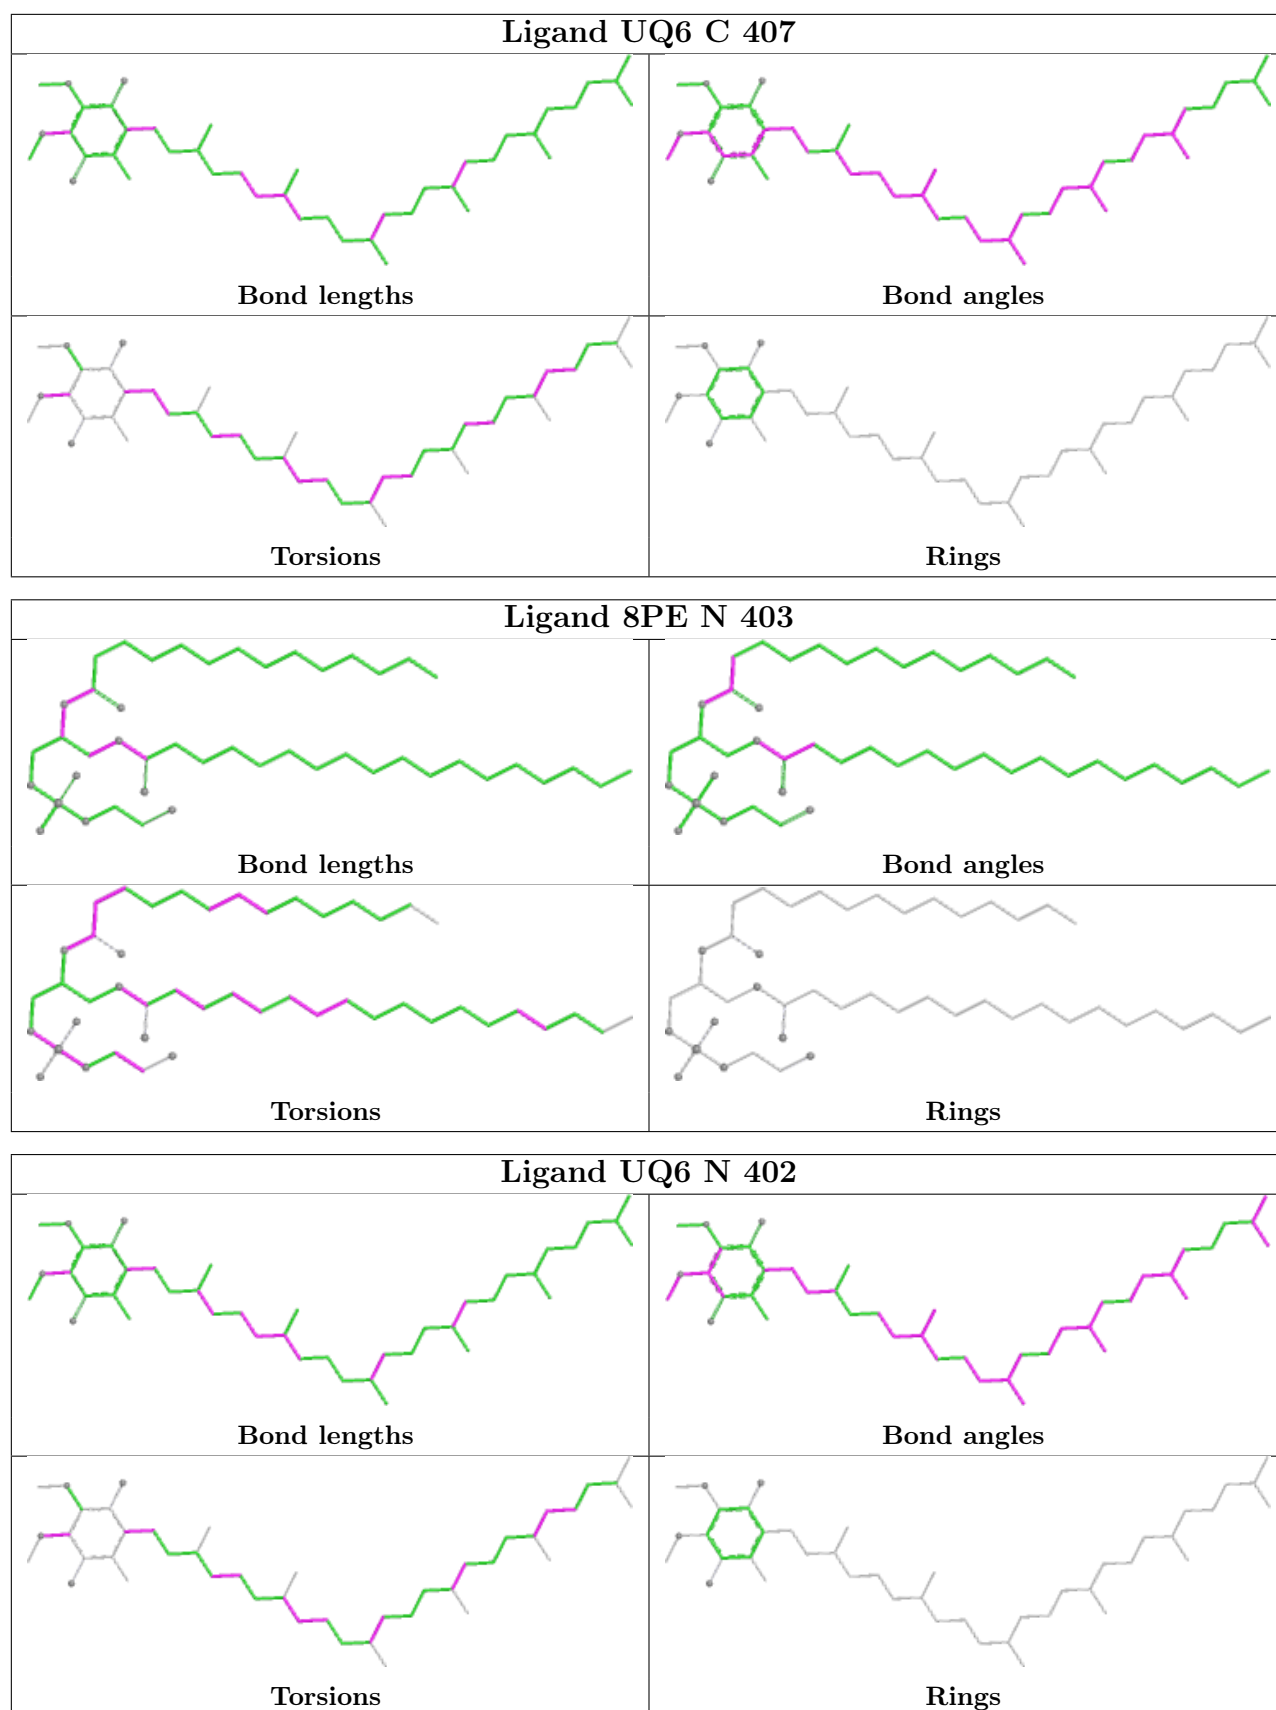 Ligand UQ6 C 407
Bond lengths
Bond angles
Torsions
Rings
Ligand 8PE N 403
Bond lengths
Bond angles
Torsions
Rings
Ligand UQ6 N 402
Bond lengths
Bond angles
Torsions
Rings